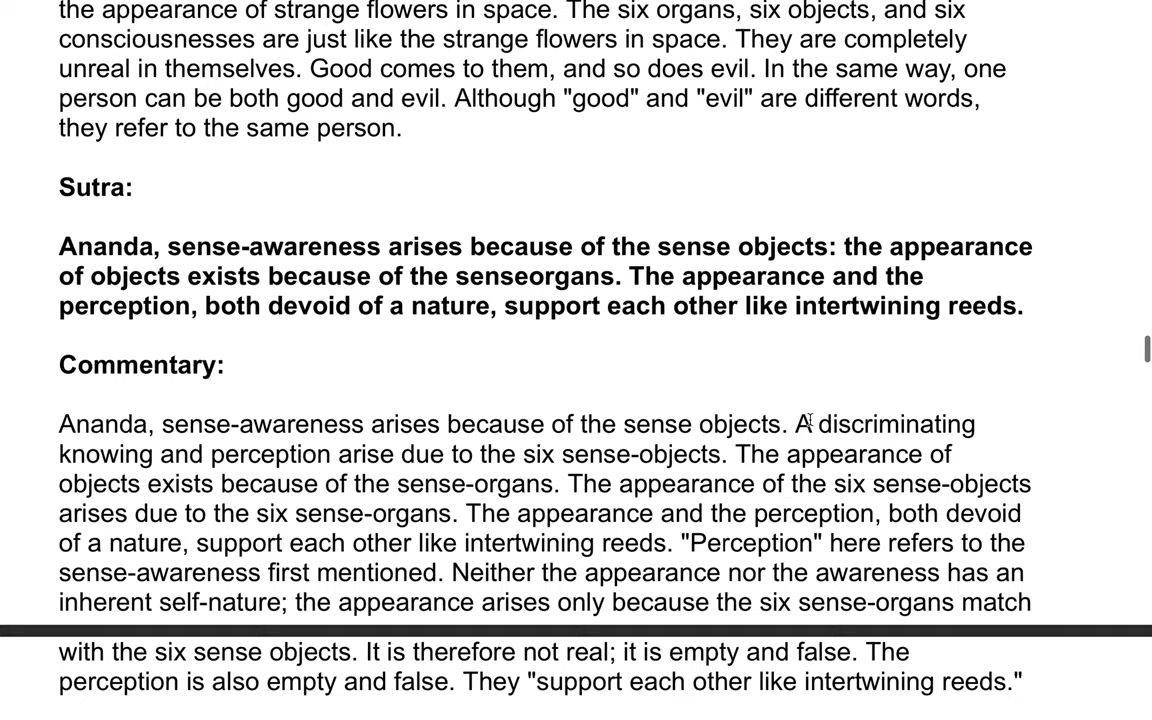 the appearance of strange flowers in space. The six organs, six objects, and six
consciousnesses are just like the strange flowers in space. They are completely
unreal in themselves. Good comes to them, and so does evil. In the same way, one
person can be both good and evil. Although "good" and "evil" are different words,
they refer to the same person.
Sutra:
Ananda, sense-awareness arises because of the sense objects: the appearance
of objects exists because of the senseorgans. The appearance and the
perception, both devoid of a nature, support each other like intertwining reeds.
Commentary:
Ananda, sense-awareness arises because of the sense objects. A discriminating
knowing and perception arise due to the six sense-objects. The appearance of
objects exists because of the sense-organs. The appearance of the six sense-objects
arises due to the six sense-organs. The appearance and the perception, both devoid
of a nature, support each other like intertwining reeds. "Perception" here refers to the
sense-awareness first mentioned. Neither the appearance nor the awareness has an
inherent self-nature; the appearance arises only because the six sense-organs match
with the six sense objects. It is therefore not real; it is empty and false. The
perception is also empty and false. They "support each other like intertwining reeds."